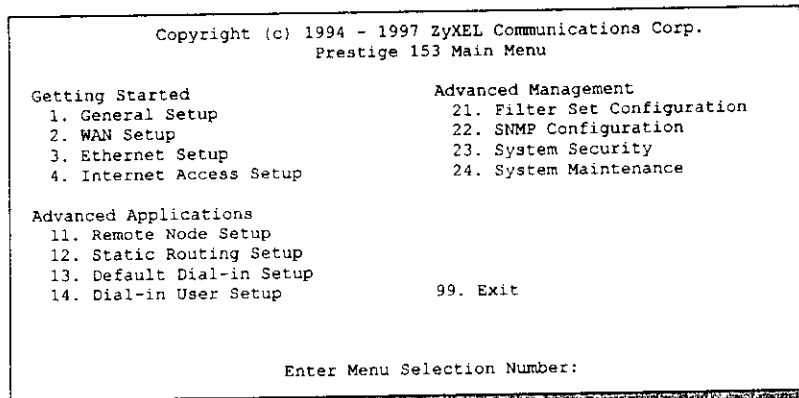 Copyright (c) 1994 - 1997 ZyXEL Communications Corp.
Prestige 153 Main Menu
Getting Started
1. General Setup
2. WAN Setup
3. Ethernet Setup
4. Internet Access Setup
Advanced Applications
11. Remote Node Setup
12. Static Routing Setup
13. Default Dial-in Setup
14. Dial-in User Setup
Advanced Management
21. Filter Set Configuration
22. SNMP Configuration
23. System Security
24. System Maintenance
99. Exit
Enter Menu Selection Number: